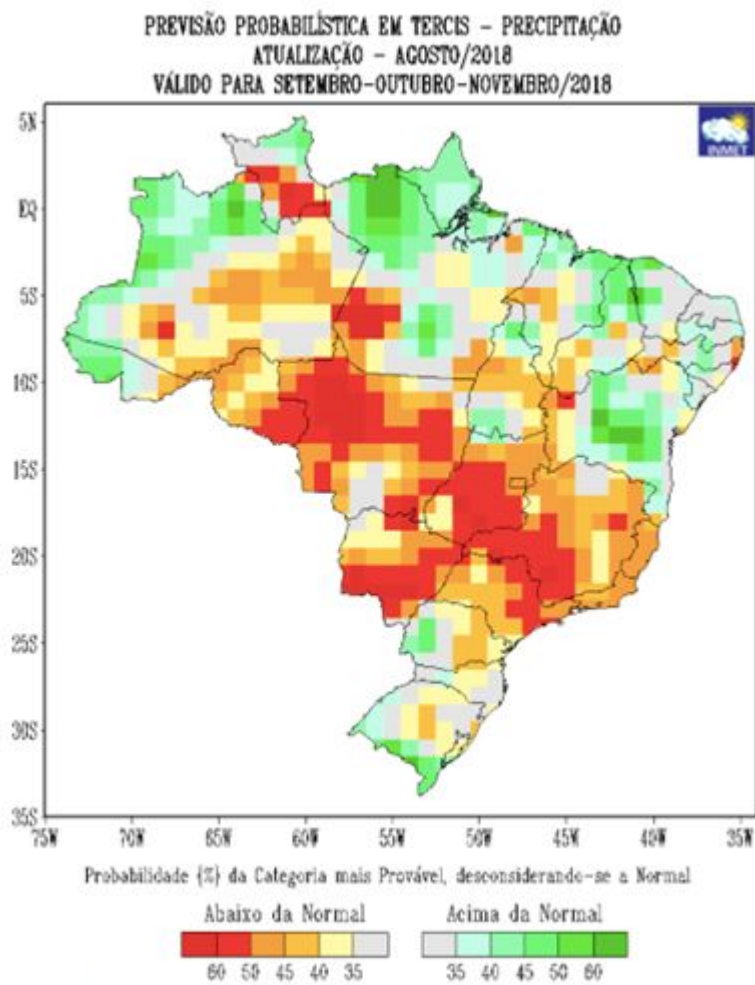 PREVISÃO PROBABILÍSTICA EM TERCIS - PRECIPITAÇÃO
ATUALIZAÇÃO - AGOSTO/2018
VÁLIDO PARA SETEMBRO-OUTUBRO-NOVEMBRO/2018
INMET
5N
EQ
5S
10S
15S
20S
25S
30S
35S
75W 70W 65W 60W 55W 50W 45W 40W 35W
Probabilidade (%) da Categoria mais Provável, desconsiderando-se a Normal
Abaixo da Normal Acima da Normal
60 50 45 40 35 35 40 45 50 60